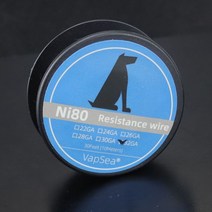 Ni80 Resistance wire
□22GA □24GA □26GA
□28GA □30GA ✓32GA
VapSea®